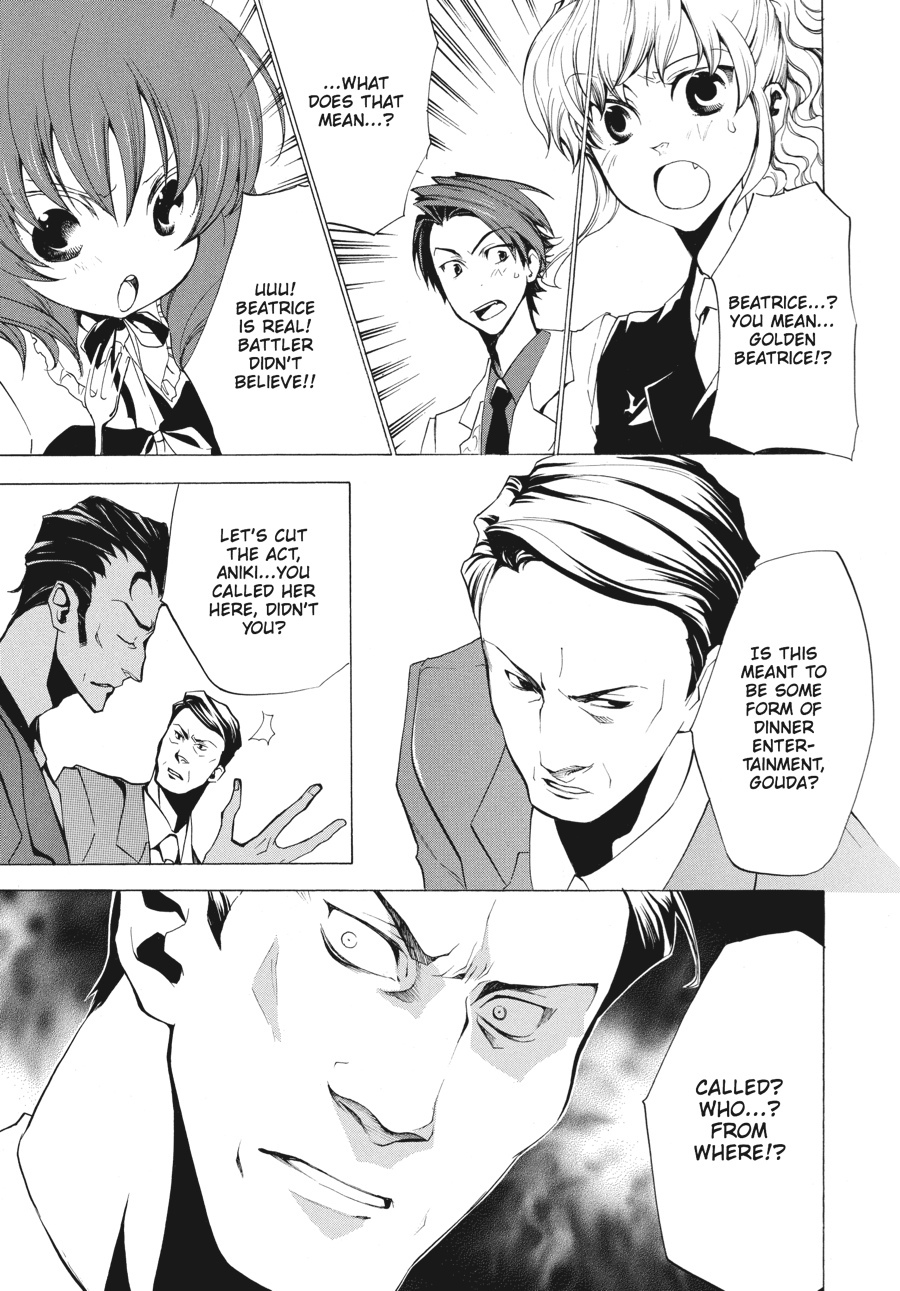 BEATRICE...?
YOU MEAN...
GOLDEN
BEATRICE!?
...WHAT
DOES THAT
MEAN...?
UUU!
BEATRICE
IS REAL!
BATTLER
DIDN'T
BELIEVE!!
IS THIS
MEANT TO
BE SOME
FORM OF
DINNER
ENTER-
TAINMENT,
GOUDA?
LET'S CUT
THE ACT,
ANIKI...YOU
CALLED HER
HERE, DIDN'T
YOU?
CALLED?
WHO...?
FROM
WHERE!?